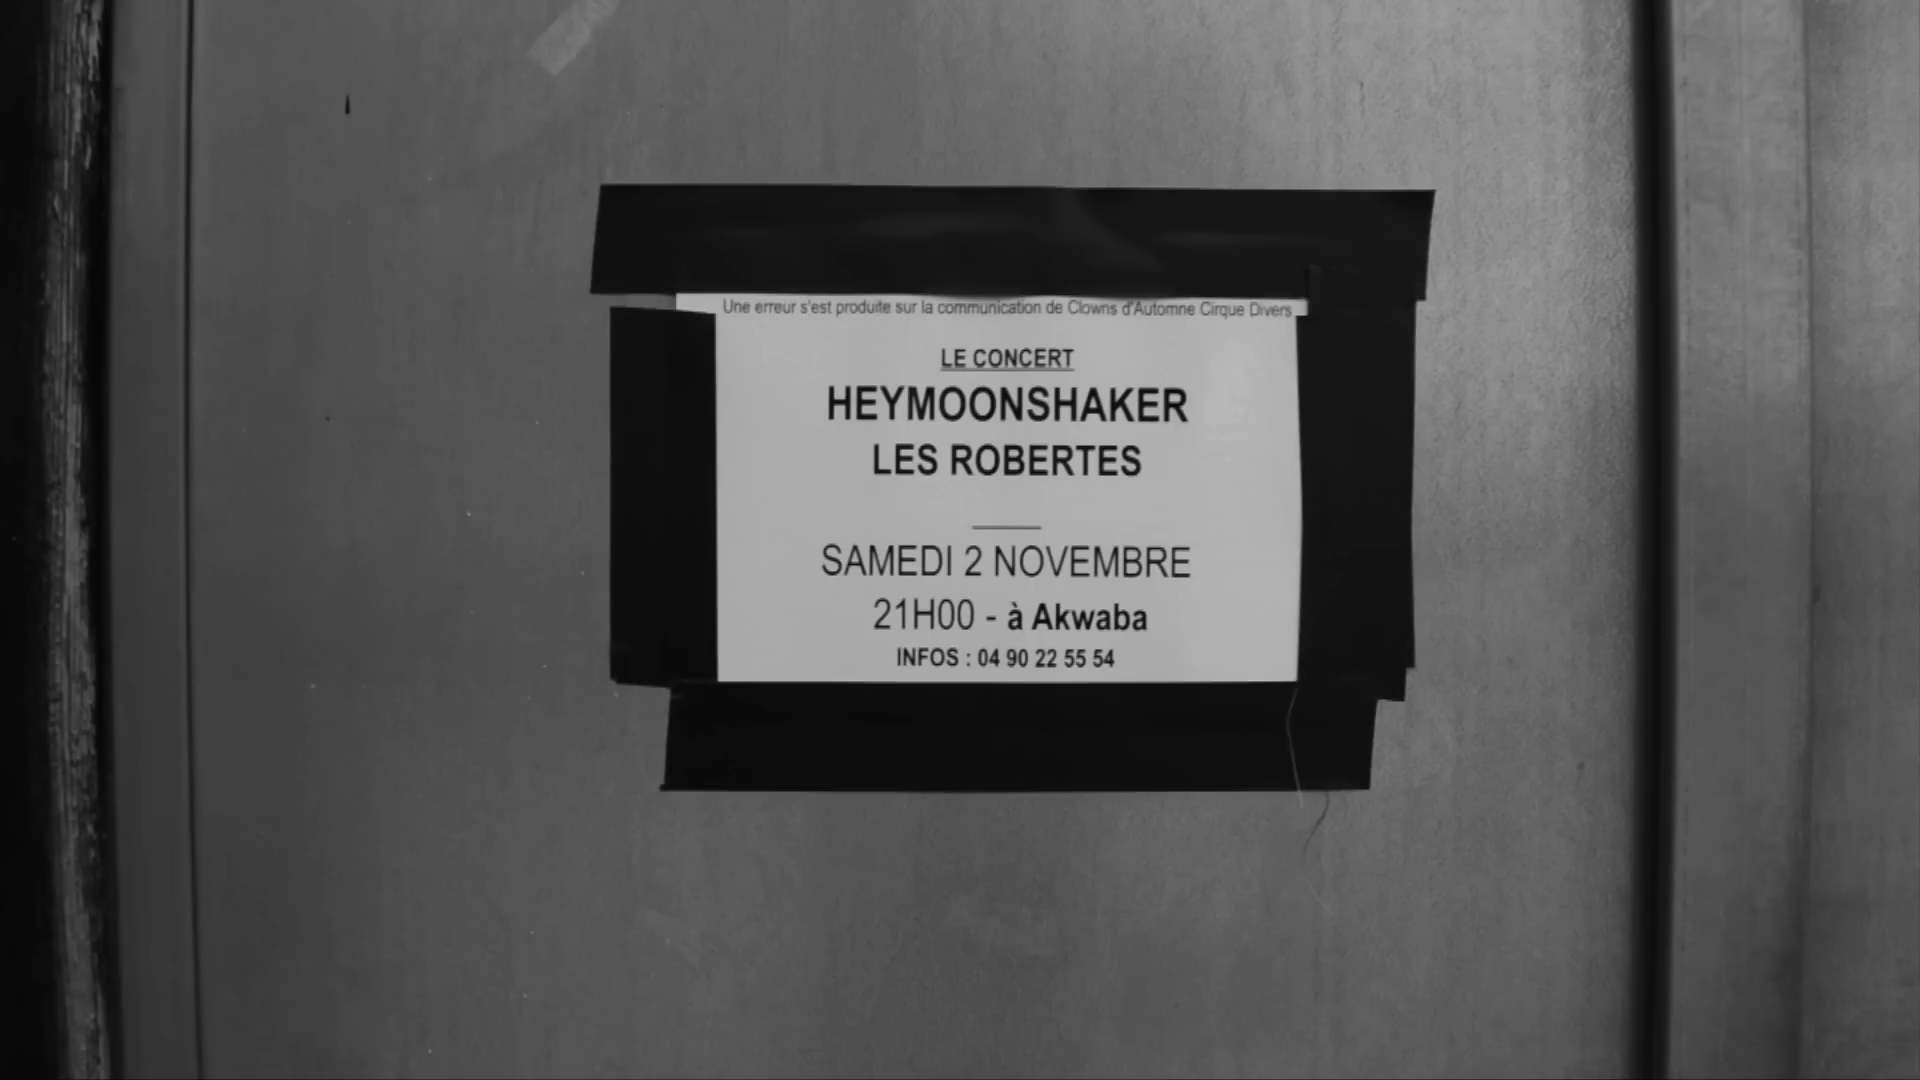 Une erreur s'est produite sur la communication de Clowns d'Automne Cirque Divers
LE CONCERT
HEYMOONSHAKER
LES ROBERTES
SAMEDI 2 NOVEMBRE
21H00 - à Akwaba
INFOS : 04 90 22 55 54